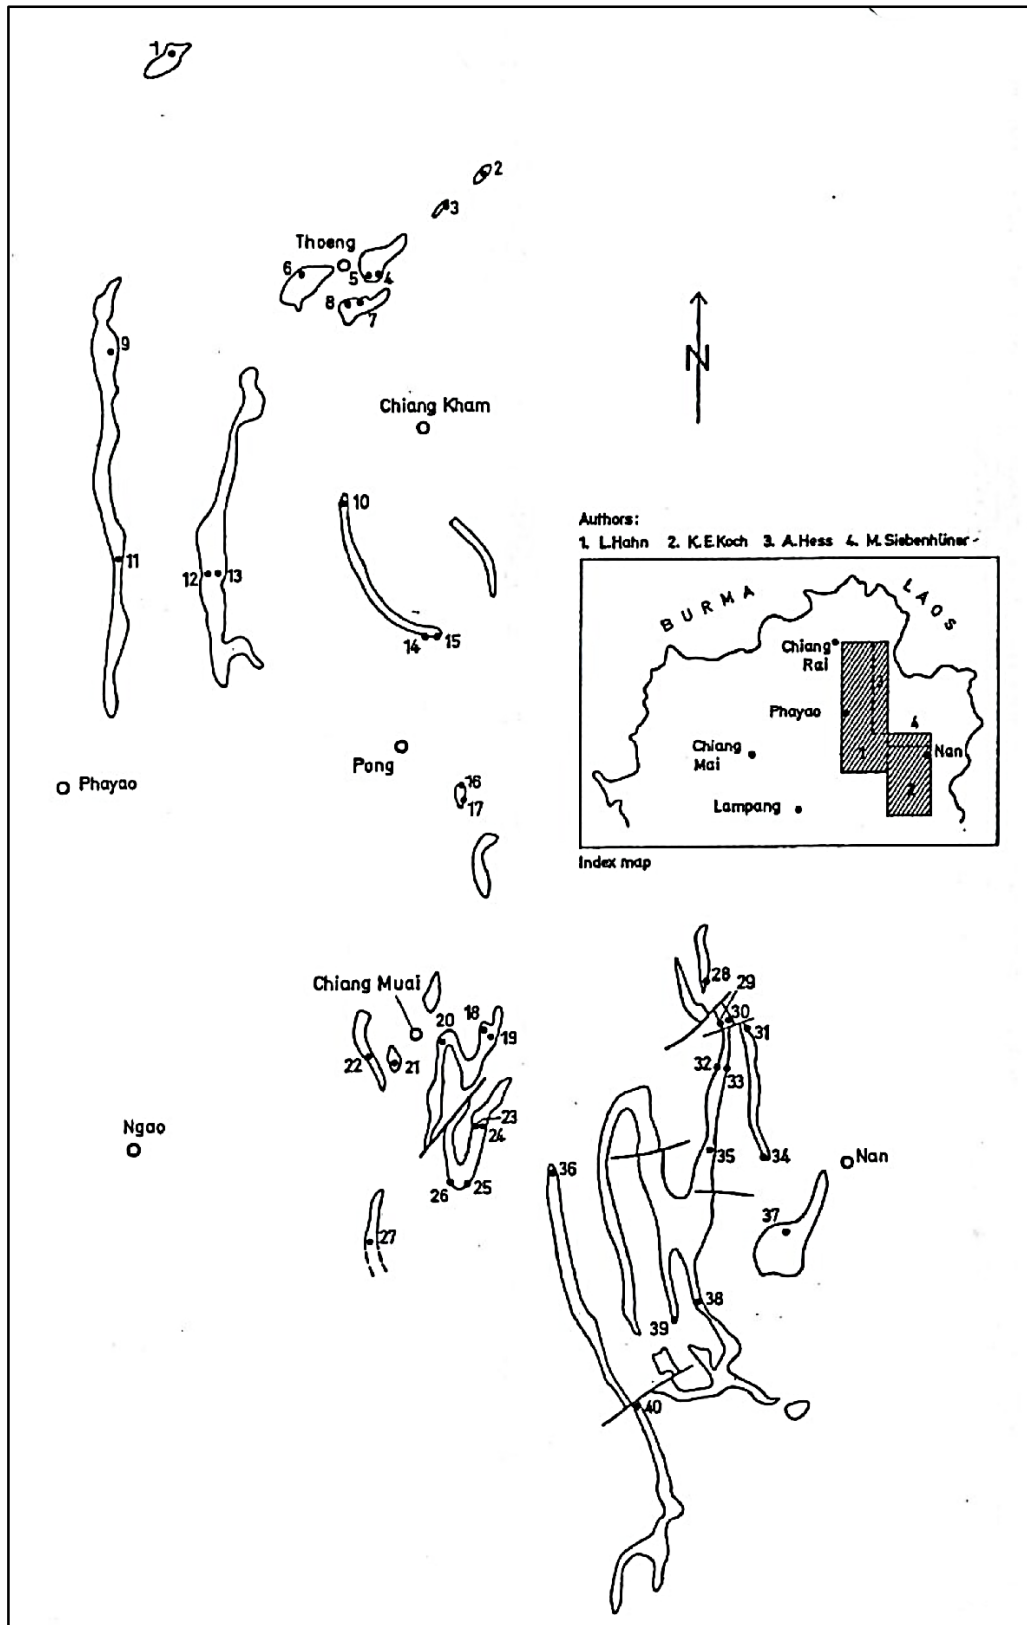 1
2
3
Thoeng
6
5
4
8
7
9
N
Chiang Kham
10
11
12
13
14
15
Authors:
1. L.Hahn 2. K.E.Koch 3. A.Hess 4. M.Siebenhüner
BURMA
LAOS
Chiang
Rai
3
Phayao
4
Chiang
Mai
1
Nan
2
Lampang
Index map
Pong
Phayao
16
17
28
29
Chiang Muai
30
18
20
19
31
22
21
32
33
23
24
Ngao
35
34
Nan
36
26
25
37
27
38
39
40